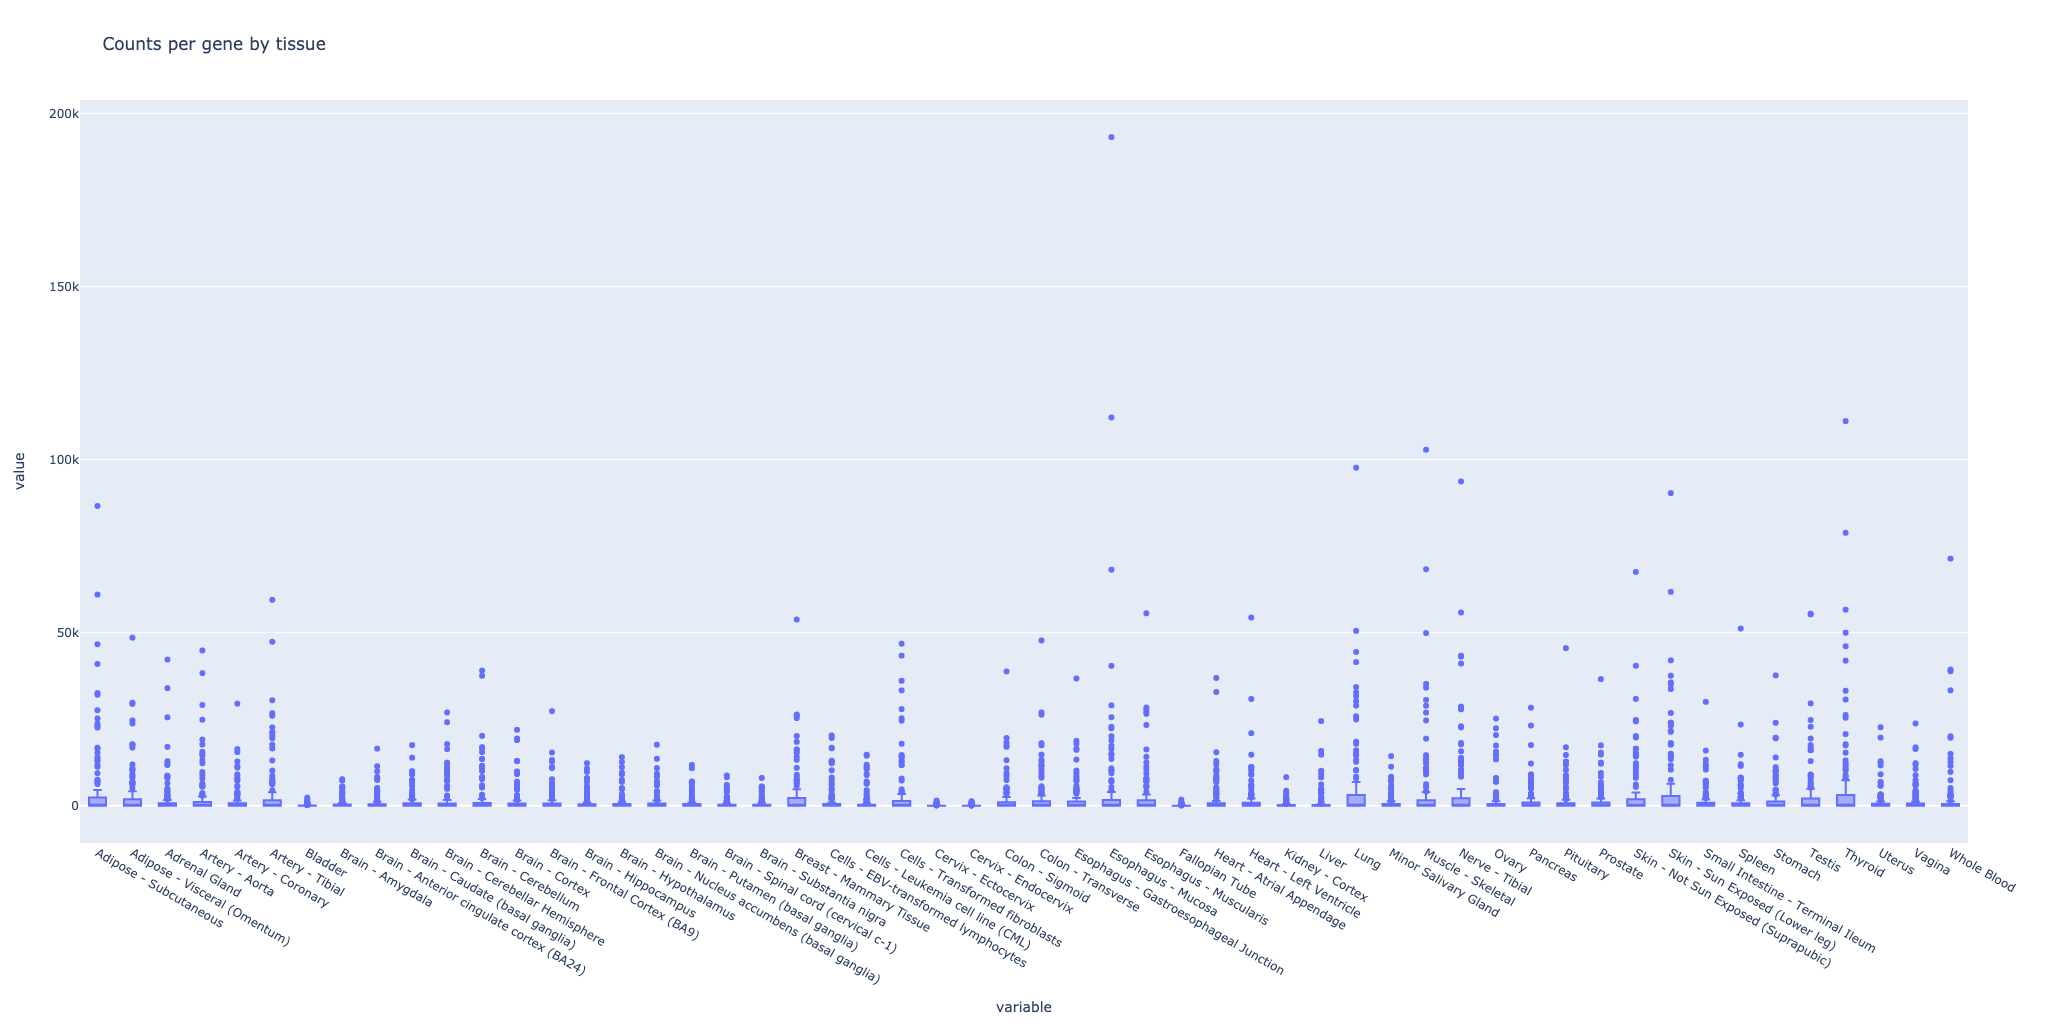 Counts per gene by tissue
200k
150k
100k
50k
0
value
Adipose - Subcutaneous
Adipose - Visceral (Omentum)
Adrenal Gland
Artery - Aorta
Artery - Coronary
Artery - Tibial
Bladder
Brain - Amygdala
Brain - Anterior cingulate cortex (BA24)
Brain - Caudate (basal ganglia)
Brain - Cerebellar Hemisphere
Brain - Cerebellum
Brain - Cortex
Brain - Frontal Cortex (BA9)
Brain - Hippocampus
Brain - Hypothalamus
Brain - Nucleus accumbens (basal ganglia)
Brain - Putamen (basal ganglia)
Brain - Spinal cord (cervical c-1)
Brain - Substantia nigra
Breast - Mammary Tissue
Cells - EBV-transformed lymphocytes
Cells - Leukemia cell line (CML)
Cells - Transformed fibroblasts
Cervix - Ectocervix
Cervix - Endocervix
Colon - Sigmoid
Colon - Transverse
Esophagus - Gastroesophageal Junction
Esophagus - Mucosa
Esophagus - Muscularis
Fallopian Tube
Heart - Atrial Appendage
Heart - Left Ventricle
Kidney - Cortex
Liver
Lung
Minor Salivary Gland
Muscle - Skeletal
Nerve - Tibial
Ovary
Pancreas
Pituitary
Prostate
Skin - Not Sun Exposed (Suprapubic)
Skin - Sun Exposed (Lower leg)
Small Intestine - Terminal Ileum
Spleen
Stomach
Testis
Thyroid
Uterus
Vagina
Whole Blood
variable